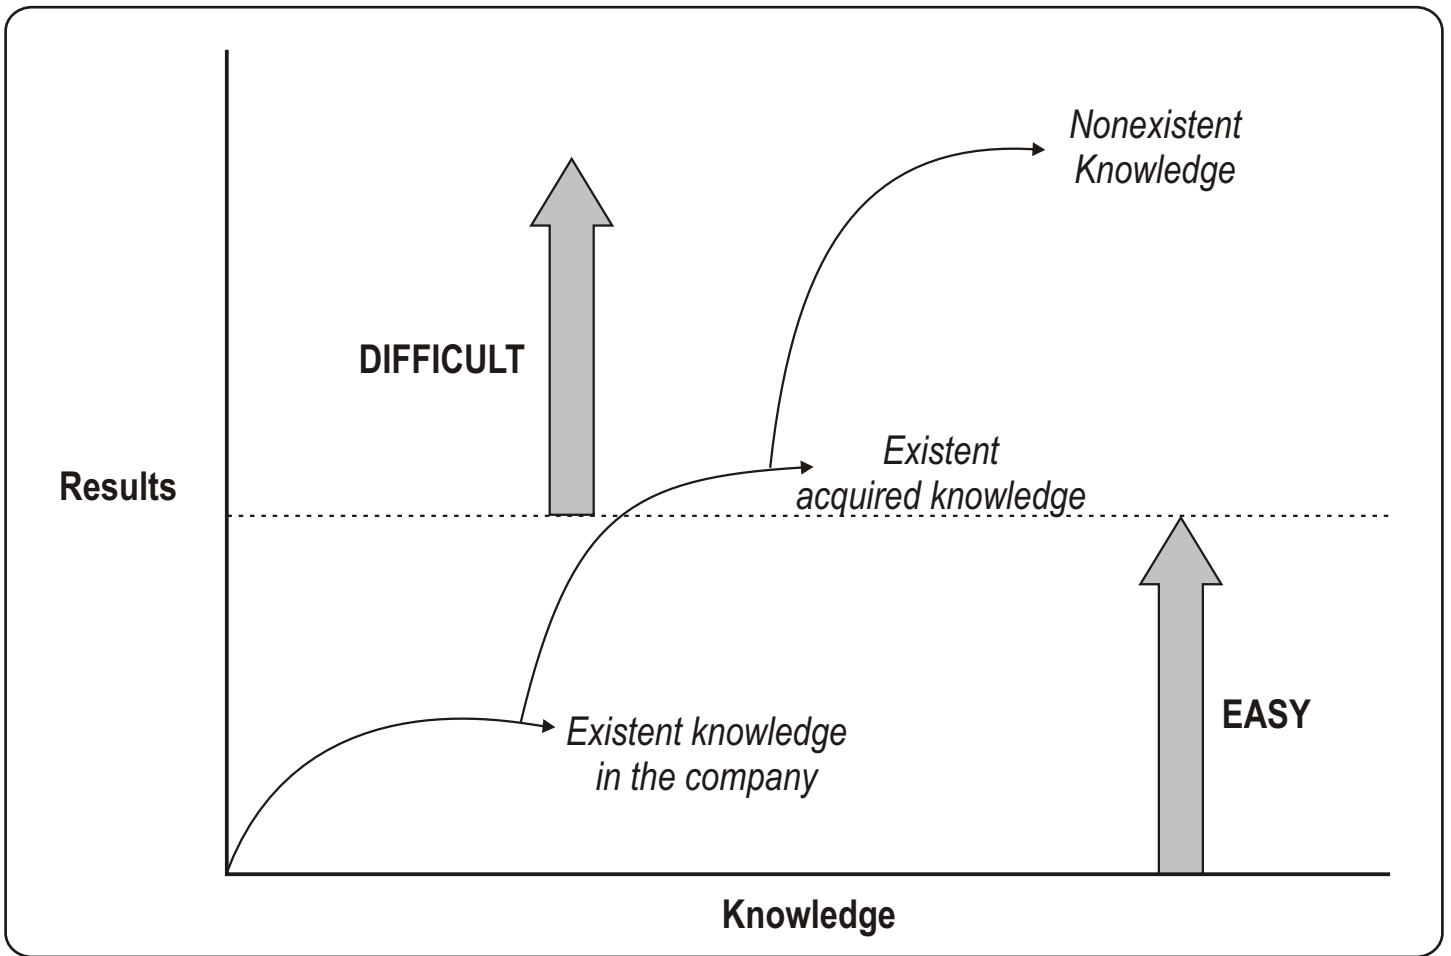 Nonexistent
Knowledge
DIFFICULT
Existent
acquired knowledge
Results
EASY
Existent knowledge
in the company
Knowledge